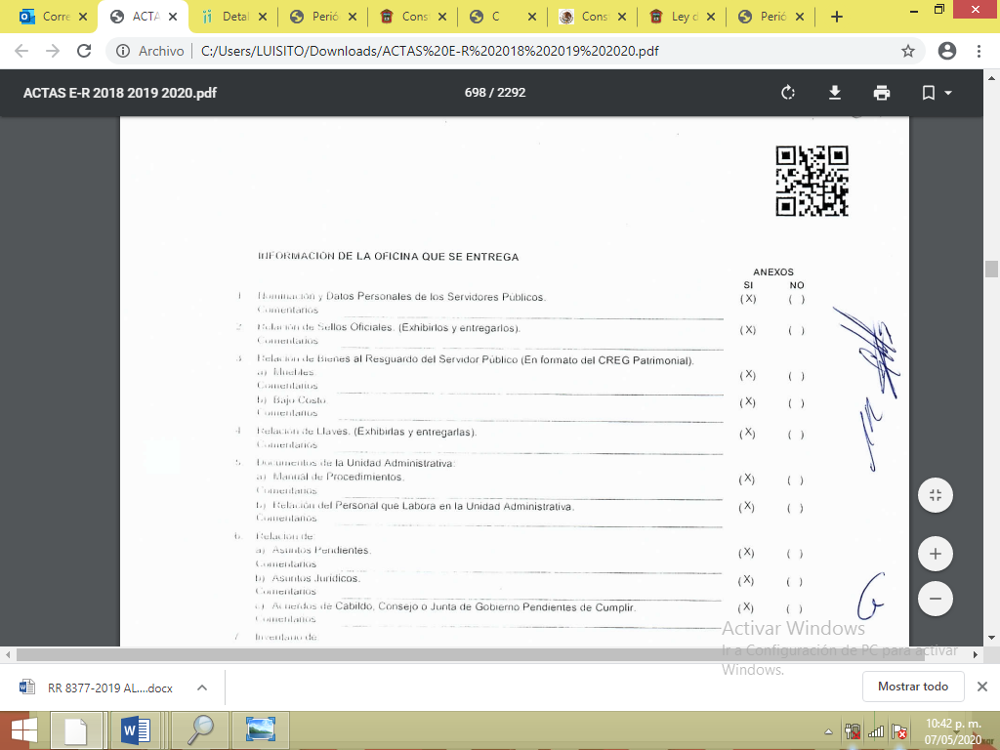 Corre
ACTA
Detal
Perió
Cons
C
Cons
Ley d
Perió
Archivo C:/Users/LUISITO/Downloads/ACTAS%20E-R%202018%202019%202020.pdf
ACTAS E-R 2018 2019 2020.pdf 698 / 2292
INFORMACIÓN DE LA OFICINA QUE SE ENTREGA
ANEXOS
SI NO
1. Nominación y Datos Personales de los Servidores Públicos. (X) ( )
Comentarios
2. Relación de Sellos Oficiales. (Exhibirlos y entregarlos). (X) ( )
Comentarios
3. Relación de Bienes al Resguardo del Servidor Público (En formato del CREG Patrimonial).
a) Muebles. (X) ( )
Comentarios
b) Bajo Costo. (X) ( )
Comentarios
4. Relación de Llaves. (Exhibirlas y entregarlas). (X) ( )
Comentarios
5. Documentos de la Unidad Administrativa:
a) Manual de Procedimientos. (X) ( )
Comentarios
b) Relación del Personal que Labora en la Unidad Administrativa. (X) ( )
Comentarios
6. Relación de:
a) Asuntos Pendientes. (X) ( )
Comentarios
b) Asuntos Jurídicos. (X) ( )
Comentarios
c) Acuerdos de Cabildo, Consejo o Junta de Gobierno Pendientes de Cumplir. (X) ( )
Comentarios
7. Inventario de
Activar Windows
Ir a Configuración de PC para activar
Windows.
RR 8377-2019 AL....docx
Mostrar todo
10:42 p. m.
07/05/2020